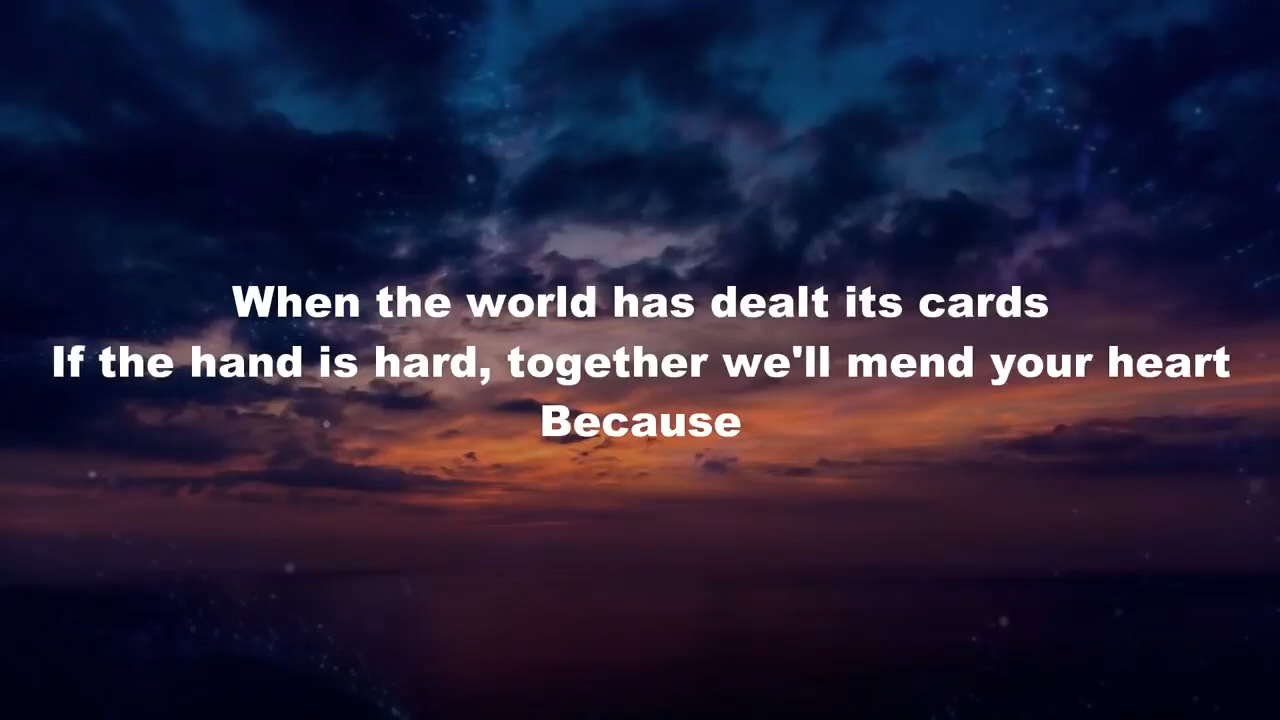 When the world has dealt its cards
If the hand is hard, together we'll mend your heart
Because